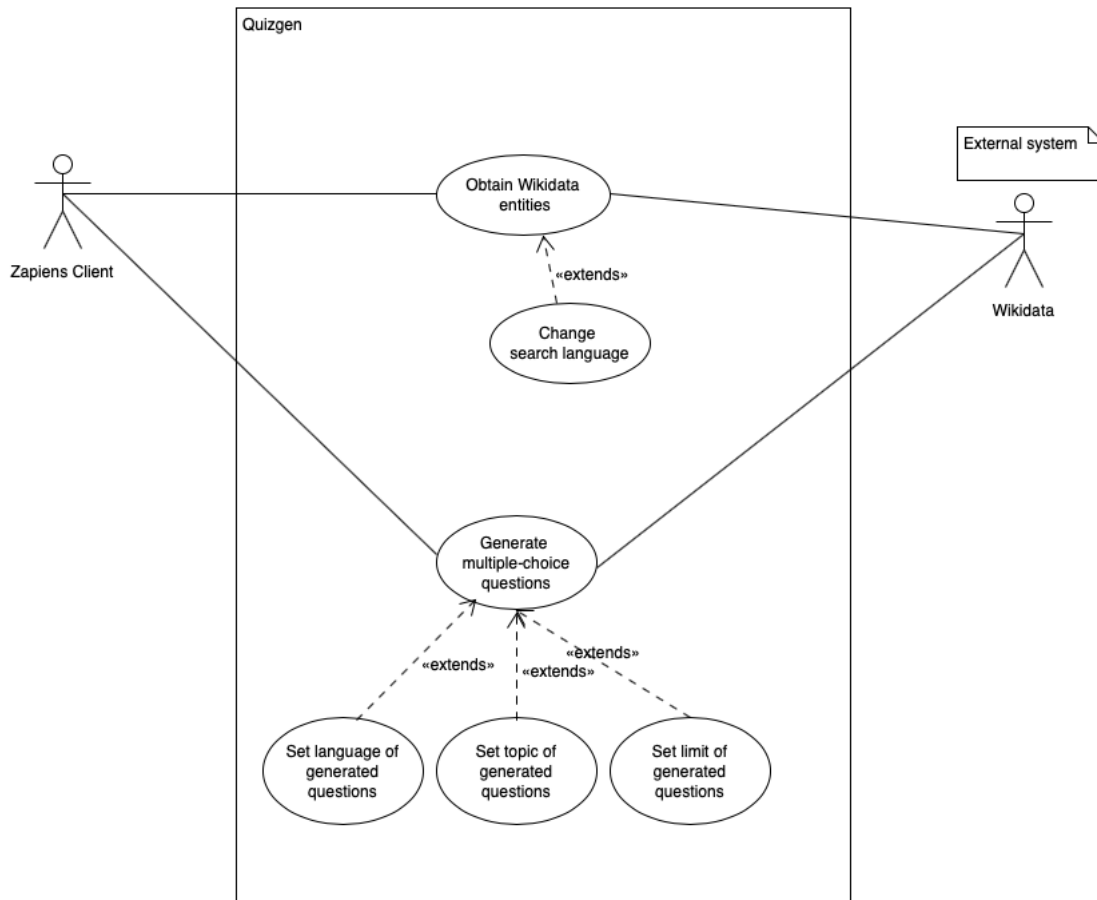 Quizgen
External system
Obtain Wikidata
entities
Zapiens Client
«extends»
Wikidata
Change
search language
Generate
multiple-choice
questions
«extends»
«extends»
«extends»
Set language of
generated
questions
Set topic of
generated
questions
Set limit of
generated
questions